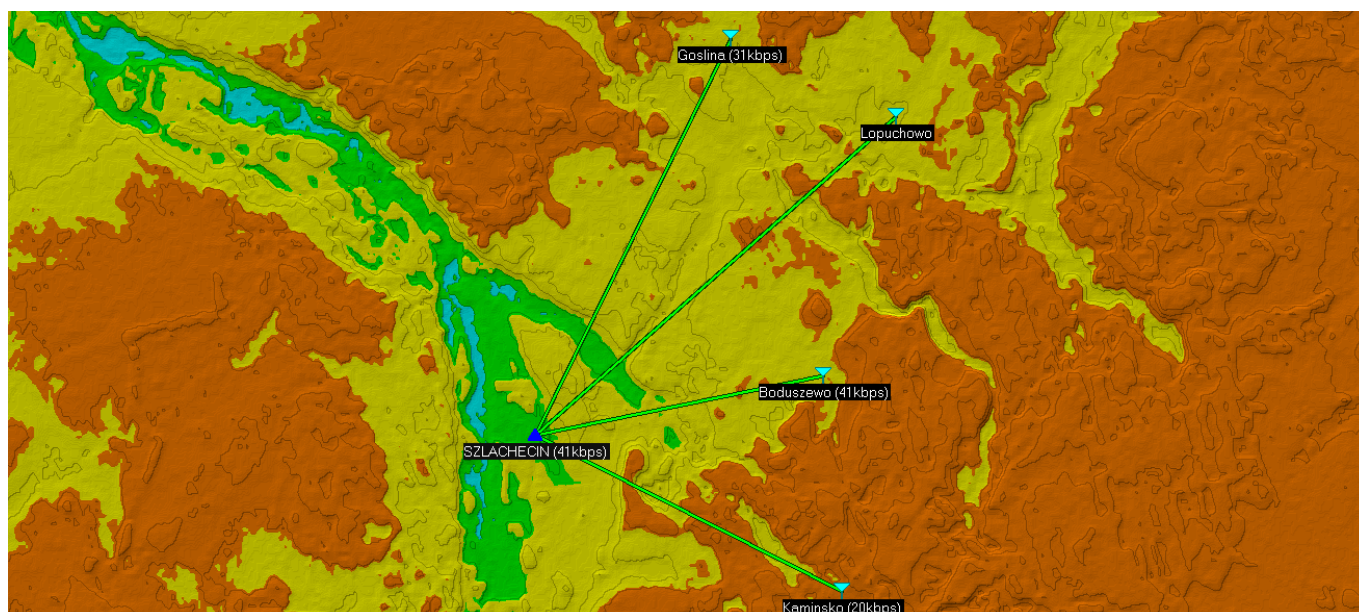 Goslina (31kbps)
Lopuchowo
Boduszewo (41kbps)
SZLACHECIN (41kbps)
Kaminsko (20kbps)